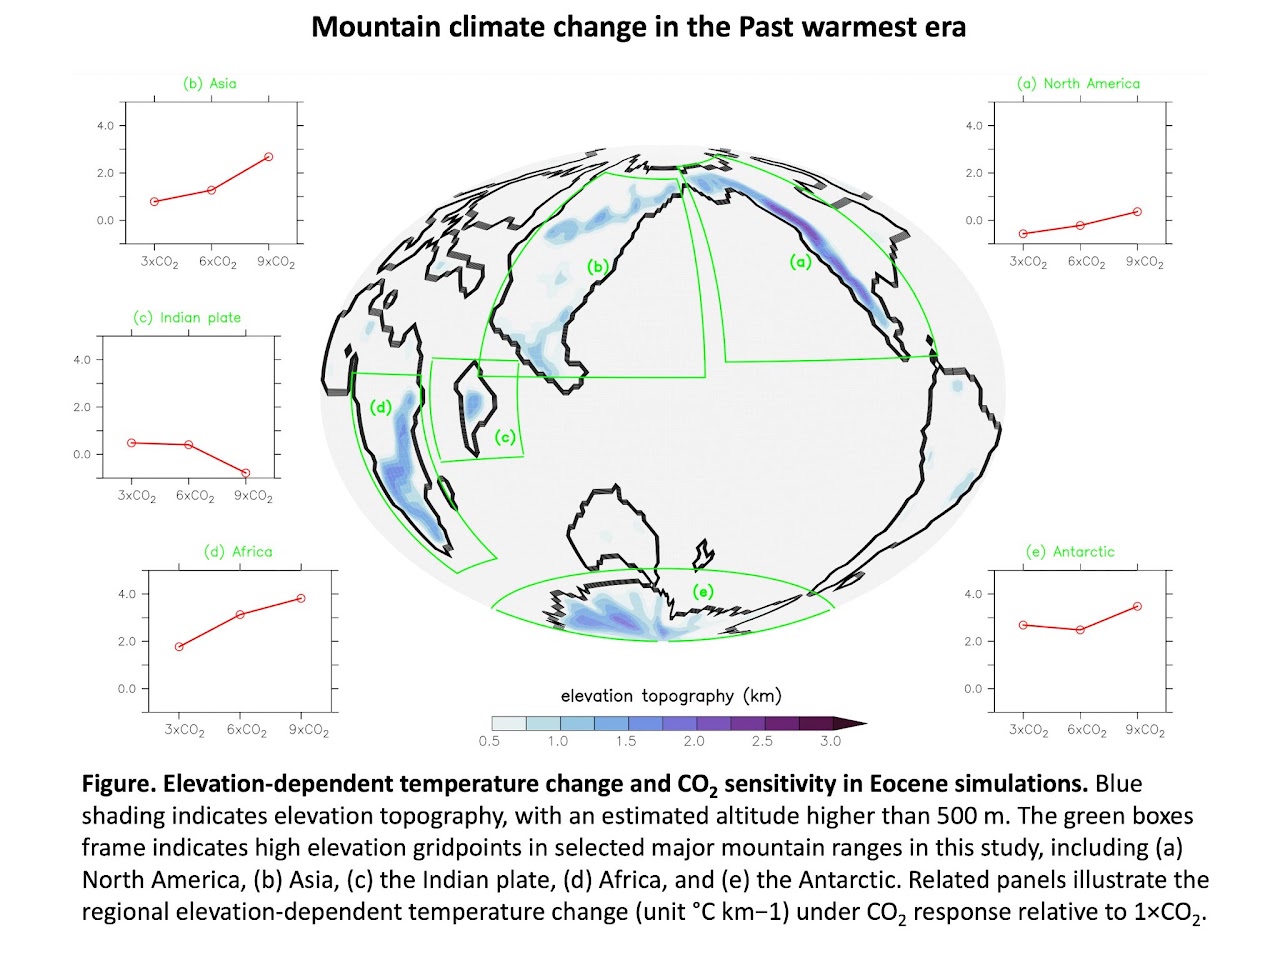 Mountain climate change in the Past warmest era
(b) Asia
4.0
2.0
0.0
3xCO₂ 6xCO₂ 9xCO₂
(a) North America
4.0
2.0
0.0
3xCO₂ 6xCO₂ 9xCO₂
(c) Indian plate
4.0
2.0
0.0
3xCO₂ 6xCO₂ 9xCO₂
(b)
(a)
(d)
(c)
(e)
(d) Africa
4.0
2.0
0.0
3xCO₂ 6xCO₂ 9xCO₂
(e) Antarctic
4.0
2.0
0.0
3xCO₂ 6xCO₂ 9xCO₂
elevation topography (km)
0.5 1.0 1.5 2.0 2.5 3.0
Figure. Elevation-dependent temperature change and CO₂ sensitivity in Eocene simulations. Blue
shading indicates elevation topography, with an estimated altitude higher than 500 m. The green boxes
frame indicates high elevation gridpoints in selected major mountain ranges in this study, including (a)
North America, (b) Asia, (c) the Indian plate, (d) Africa, and (e) the Antarctic. Related panels illustrate the
regional elevation-dependent temperature change (unit °C km−1) under CO₂ response relative to 1×CO₂.